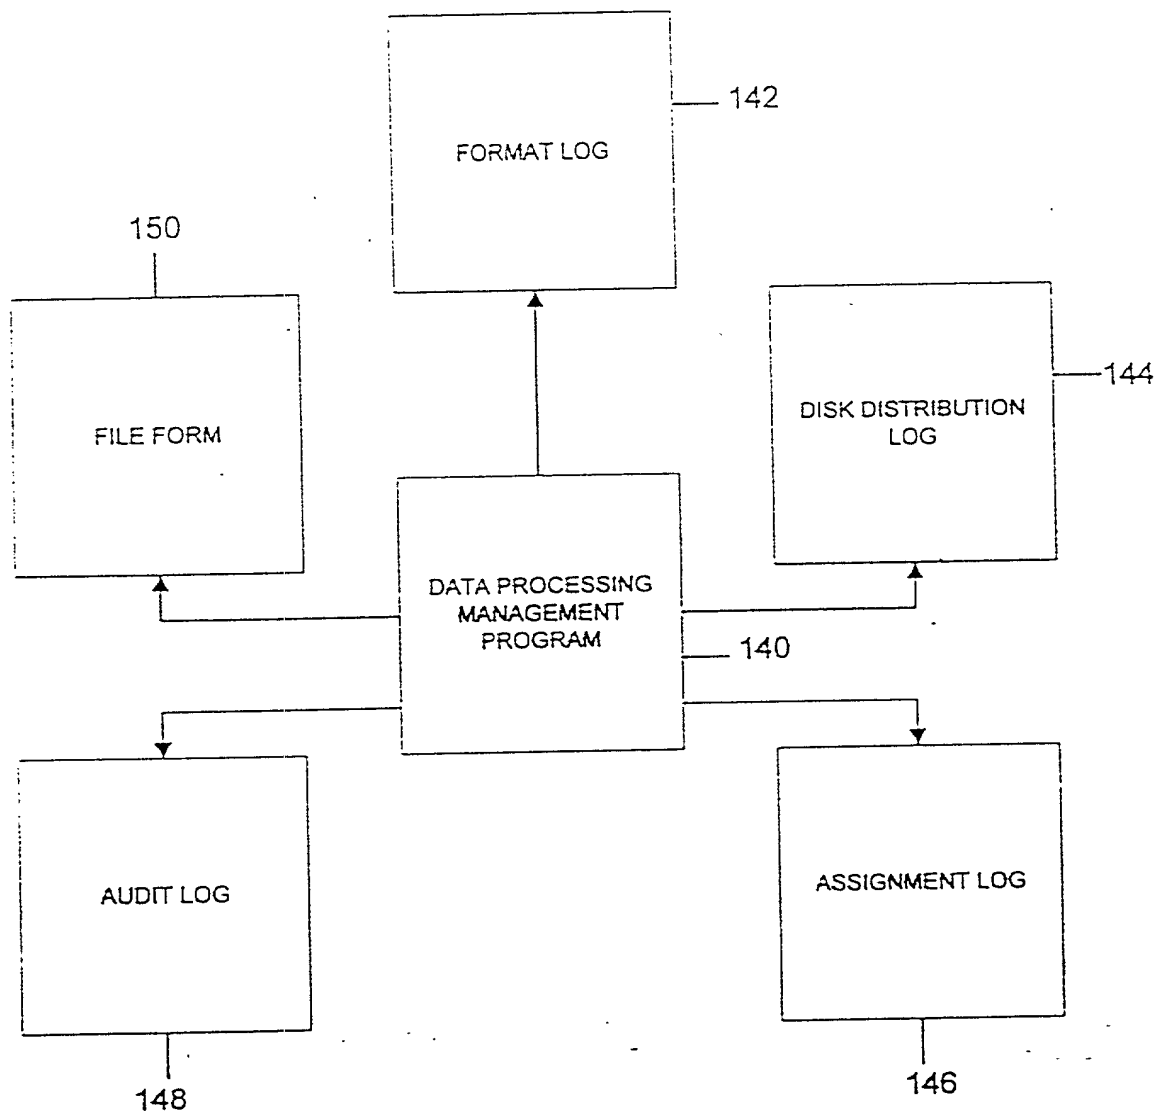 142
FORMAT LOG
150
144
DISK DISTRIBUTION
LOG
FILE FORM
DATA PROCESSING
MANAGEMENT
PROGRAM
140
AUDIT LOG
ASSIGNMENT LOG
148
146